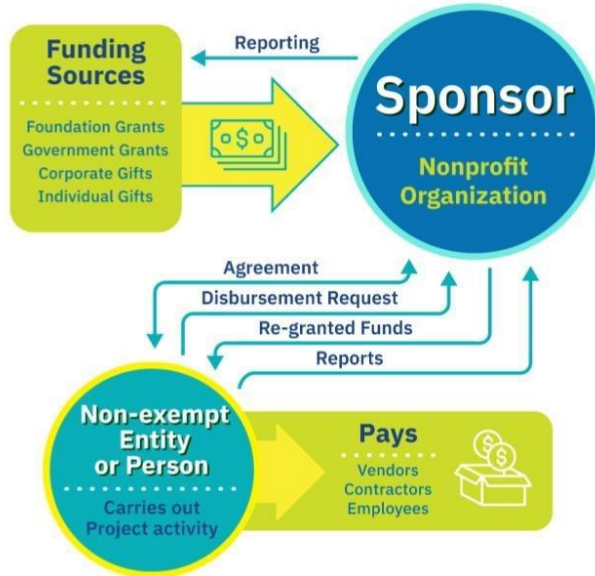 Reporting
Funding
Sources
Foundation Grants
Government Grants
Corporate Gifts
Individual Gifts
$
Sponsor
Nonprofit
Organization
Agreement
Disbursement Request
Re-granted Funds
Reports
Non-exempt
Entity
or Person
Carries out
Project activity
Pays
Vendors
Contractors
Employees
$
$